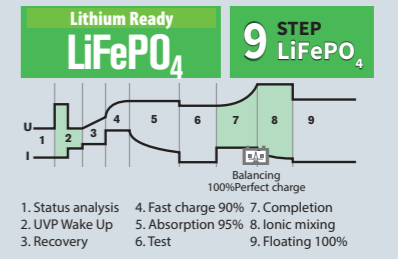 Lithium Ready
LiFePO4
9 STEP
LiFePO4
U
I
1 2 3 4 5 6 7 8 9
Balancing
100%Perfect charge
1. Status analysis 4. Fast charge 90% 7. Completion
2. UVP Wake Up 5. Absorption 95% 8. Ionic mixing
3. Recovery 6. Test 9. Floating 100%